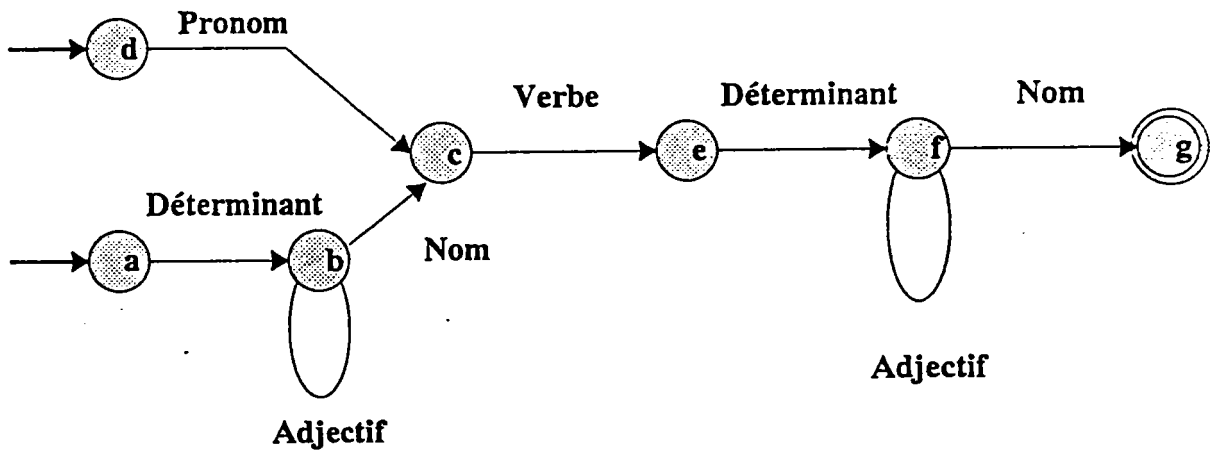 Pronom
d
Verbe
Déterminant
Nom
c
e
f
g
Déterminant
Nom
a
b
Adjectif
Adjectif